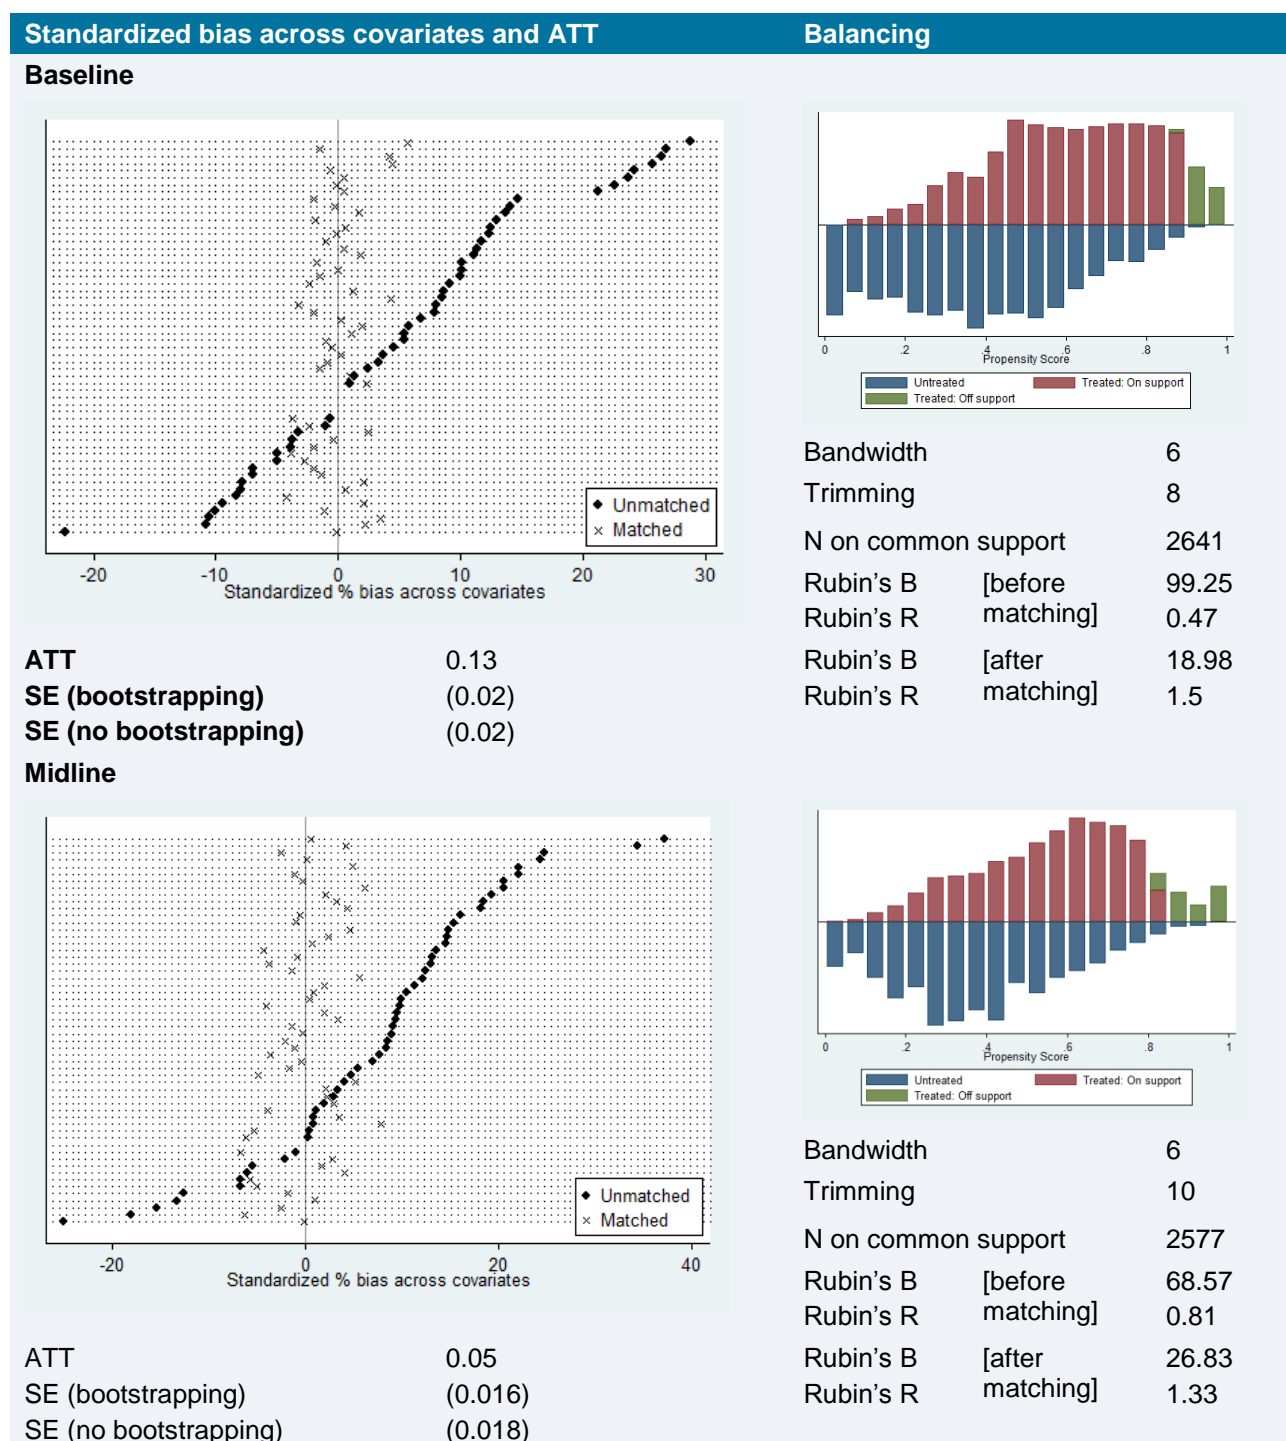 Standardized bias across covariates and ATT Balancing
Baseline
Unmatched
Matched
-20 -10 0 10 20 30
Standardized % bias across covariates
0 .2 .4 .6 .8 1
Propensity Score
Untreated Treated: On support
Treated: Off support
Bandwidth 6
Trimming 8
N on common support 2641
Rubin's B [before matching] 99.25
Rubin's R 0.47
Rubin's B [after matching] 18.98
Rubin's R 1.5
ATT 0.13
SE (bootstrapping) (0.02)
SE (no bootstrapping) (0.02)
Midline
Unmatched
Matched
-20 0 20 40
Standardized % bias across covariates
0 .2 .4 .6 .8 1
Propensity Score
Untreated Treated: On support
Treated: Off support
Bandwidth 6
Trimming 10
N on common support 2577
Rubin's B [before matching] 68.57
Rubin's R 0.81
Rubin's B [after matching] 26.83
Rubin's R 1.33
ATT 0.05
SE (bootstrapping) (0.016)
SE (no bootstrapping) (0.018)